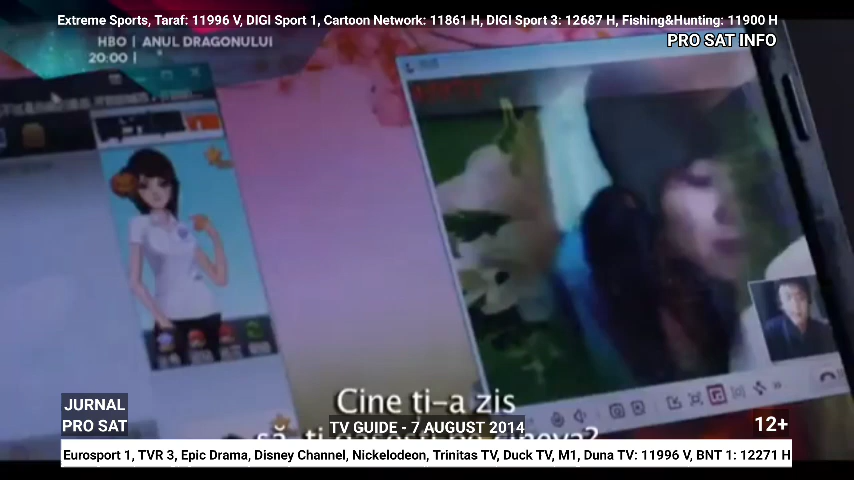 Extreme Sports, Taraf: 11996 V, DIGI Sport 1, Cartoon Network: 11861 H, DIGI Sport 3: 12687 H, Fishing&Hunting: 11900 H
HBO | ANUL DRAGONULUI
20:00 |
PRO SAT INFO
Cine ți-a zis
JURNAL
PRO SAT
TV GUIDE - 7 AUGUST 2014
12+
Eurosport 1, TVR 3, Epic Drama, Disney Channel, Nickelodeon, Trinitas TV, Duck TV, M1, Duna TV: 11996 V, BNT 1: 12271 H